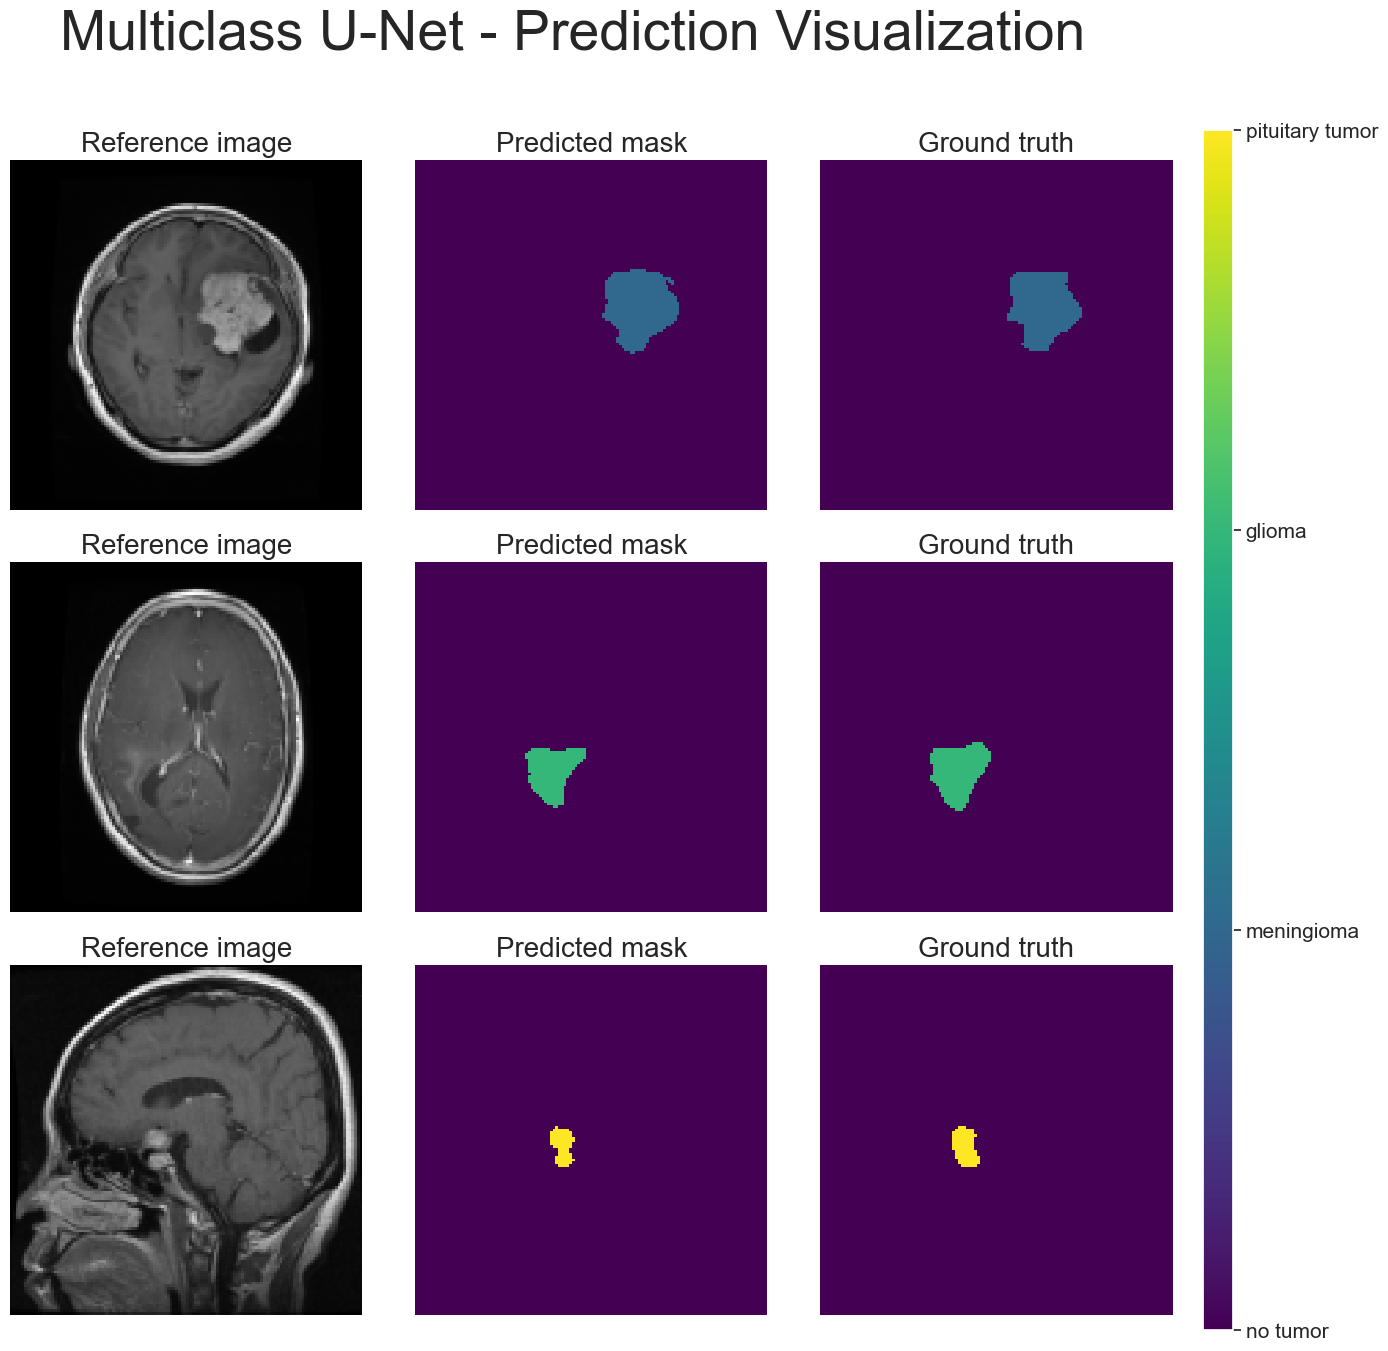 Multiclass U-Net - Prediction Visualization
Reference image
Predicted mask
Ground truth
Reference image
Predicted mask
Ground truth
Reference image
Predicted mask
Ground truth
pituitary tumor
glioma
meningioma
no tumor